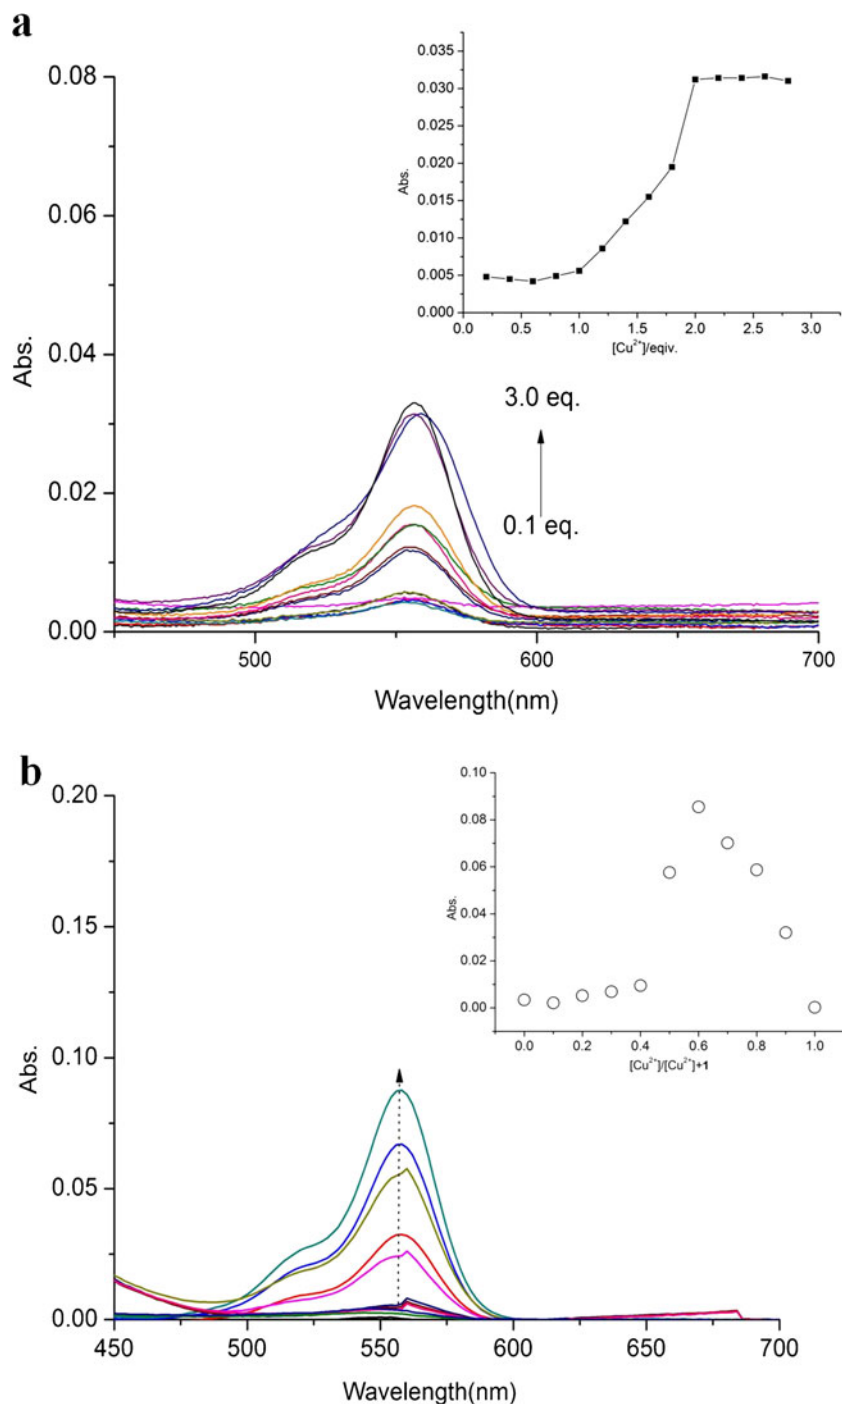 a
0.08
0.06
0.04
0.02
0.00
Abs.
500
600
700
Wavelength(nm)
3.0 eq.
0.1 eq.
0.035
0.030
0.025
0.020
0.015
0.010
0.005
0.000
Abs.
0.0 0.5 1.0 1.5 2.0 2.5 3.0
[Cu²⁺]/eqiv.
b
0.20
0.15
0.10
0.05
0.00
Abs.
450 500 550 600 650 700
Wavelength(nm)
0.10
0.08
0.06
0.04
0.02
0.00
Abs.
0.0 0.2 0.4 0.6 0.8 1.0
[Cu²⁺]/[Cu²⁺]+1